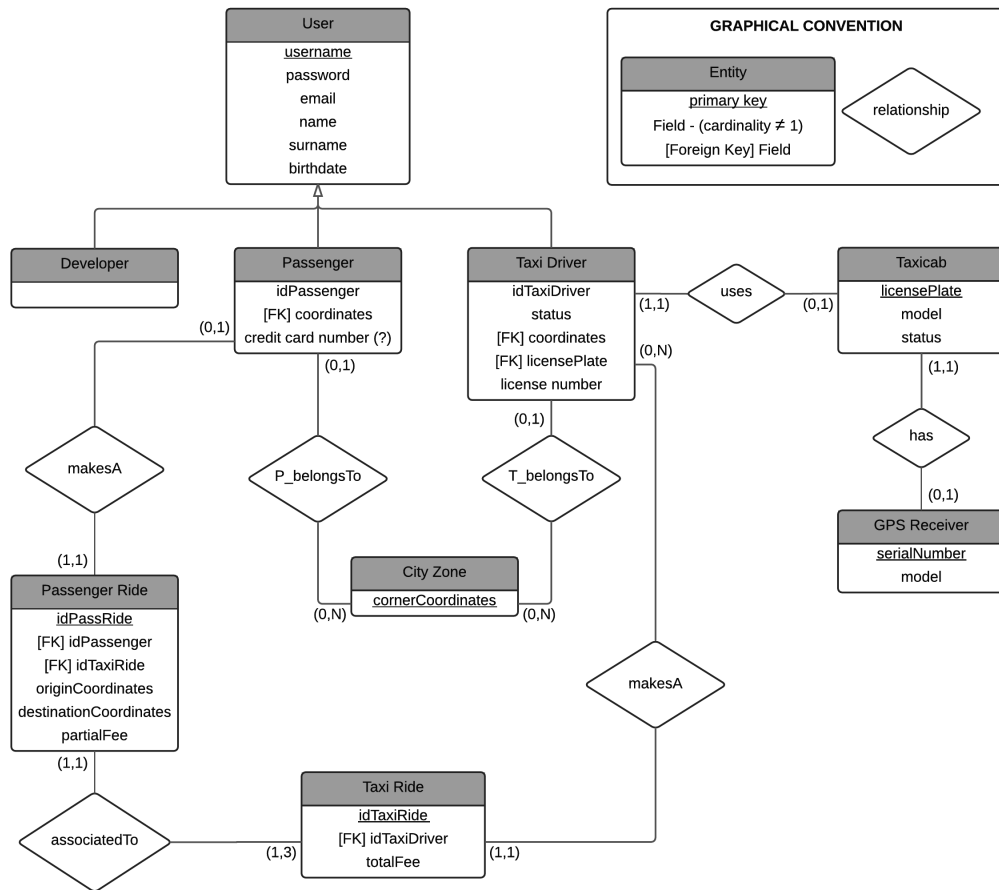 User
username
password
email
name
surname
birthdate
GRAPHICAL CONVENTION
Entity
primary key
Field - (cardinality ≠ 1)
[Foreign Key] Field
relationship
Developer
Passenger
idPassenger
[FK] coordinates
credit card number (?)
Taxi Driver
idTaxiDriver
status
[FK] coordinates
[FK] licensePlate
license number
(1,1)
uses
(0,1)
Taxicab
licensePlate
model
status
(0,1)
(0,1)
(0,N)
(1,1)
(0,1)
makesA
P_belongsTo
T_belongsTo
has
(0,1)
GPS Receiver
serialNumber
model
(1,1)
City Zone
cornerCoordinates
(0,N)
(0,N)
Passenger Ride
idPassRide
[FK] idPassenger
[FK] idTaxiRide
originCoordinates
destinationCoordinates
partialFee
makesA
(1,1)
associatedTo
(1,3)
Taxi Ride
idTaxiRide
[FK] idTaxiDriver
totalFee
(1,1)